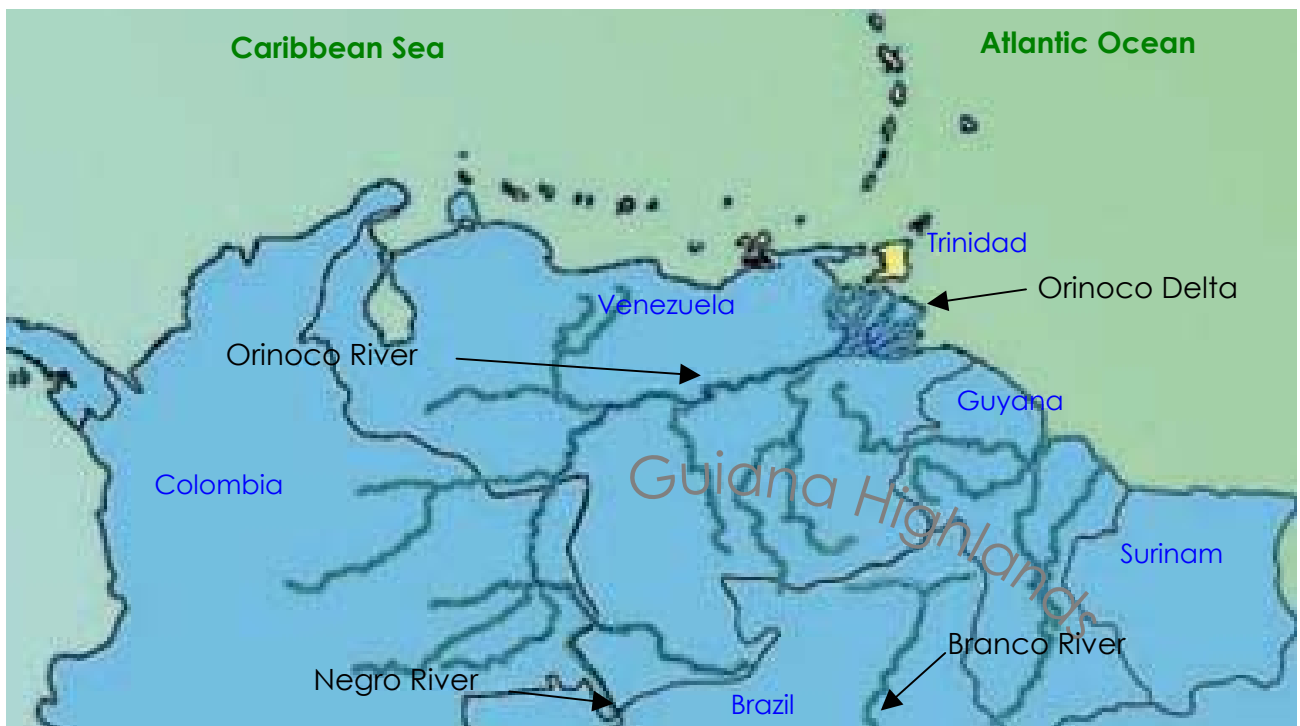 Caribbean Sea
Atlantic Ocean
Trinidad
Orinoco Delta
Venezuela
Orinoco River
Guyana
Colombia
Guiana Highlands
Surinam
Branco River
Negro River
Brazil